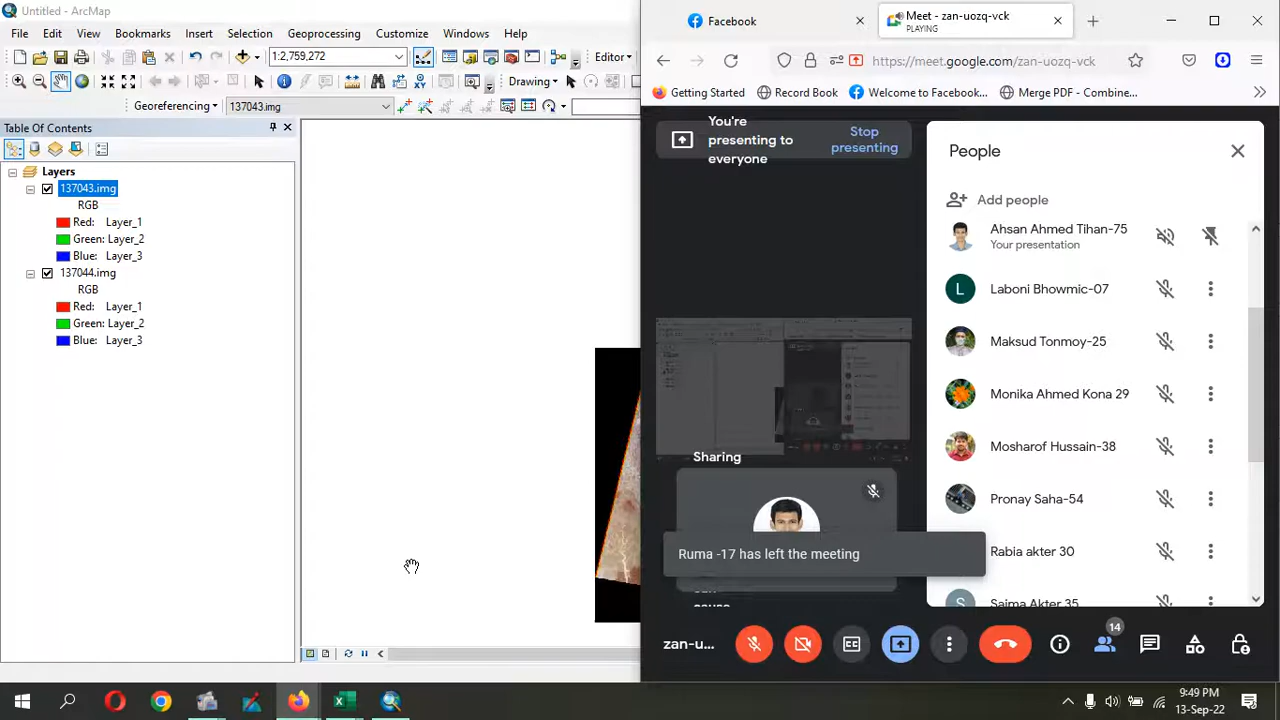 Untitled - ArcMap
File Edit View Bookmarks Insert Selection Geoprocessing Customize Windows Help
1:2,759,272
Editor
Drawing
Georeferencing
137043.img
Table Of Contents
Layers
137043.img
RGB
Red: Layer_1
Green: Layer_2
Blue: Layer_3
137044.img
RGB
Red: Layer_1
Green: Layer_2
Blue: Layer_3
Facebook
Meet - zan-uozq-vck
PLAYING
https://meet.google.com/zan-uozq-vck
Getting Started
Record Book
Welcome to Facebook...
Merge PDF - Combine...
You're presenting to everyone
Stop presenting
Sharing
Ruma -17 has left the meeting
People
Add people
Ahsan Ahmed Tihan-75
Your presentation
L
Laboni Bhowmic-07
Maksud Tonmoy-25
Monika Ahmed Kona 29
Mosharof Hussain-38
Pronay Saha-54
Rabia akter 30
S
Saima Akter 35
zan-u...
14
9:49 PM
13-Sep-22